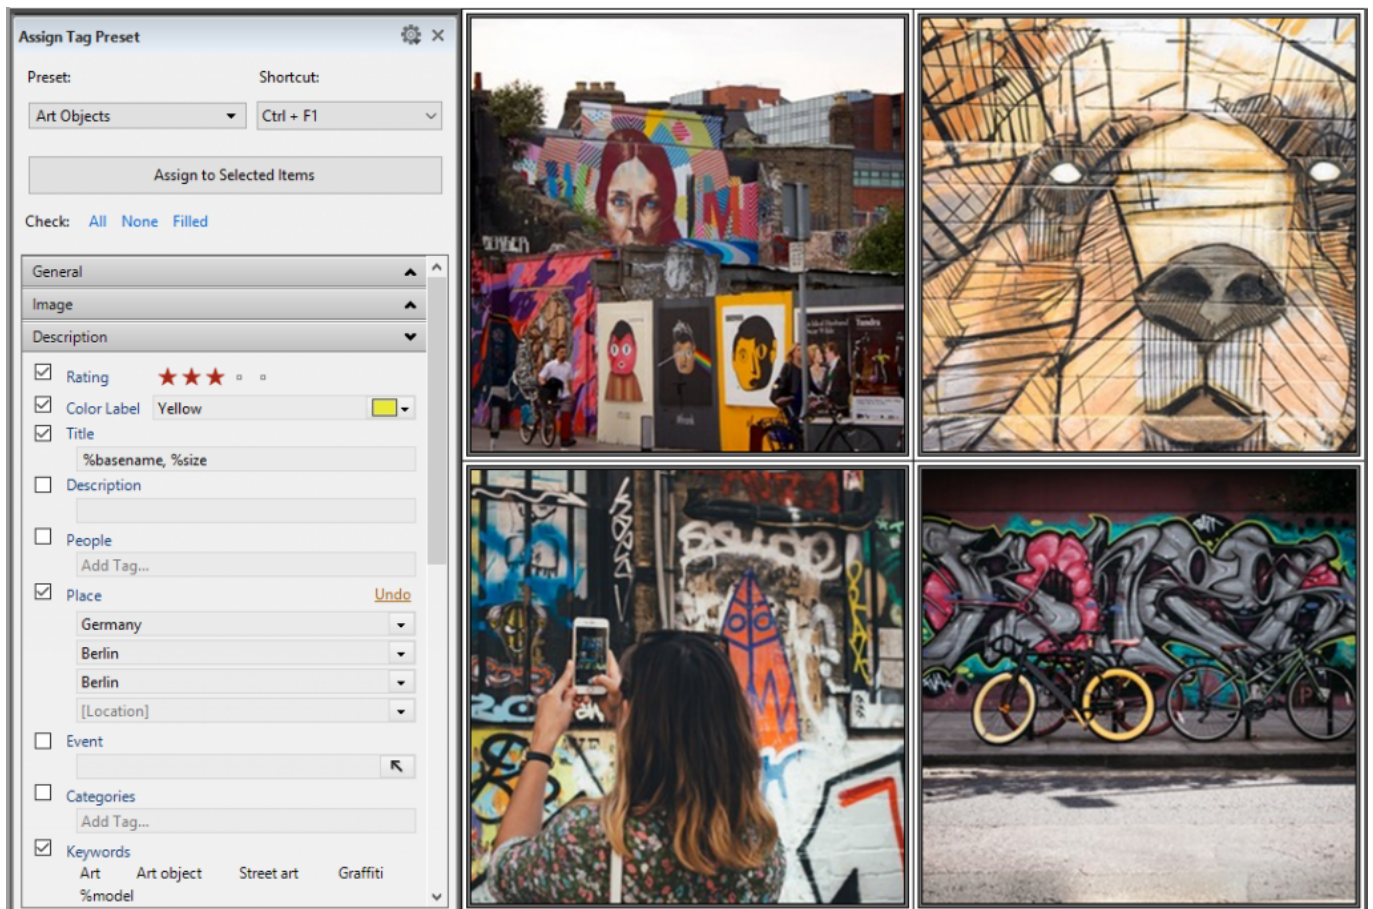 Assign Tag Preset
Preset: Shortcut:
Art Objects Ctrl + F1
Assign to Selected Items
Check: All None Filled
General
Image
Description
Rating
Color Label Yellow
Title
%basename, %size
Description
People
Add Tag...
Place Undo
Germany
Berlin
Berlin
[Location]
Event
Categories
Add Tag...
Keywords
Art Art object Street art Graffiti
%model
Tundra